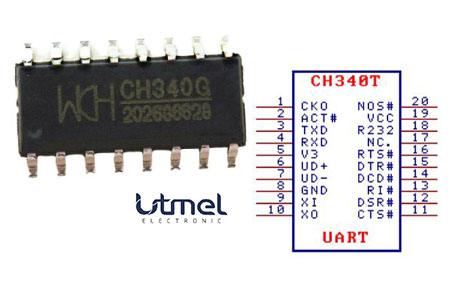 WCH CH340G
202686628
utmel
ELECTRONIC
CH340T
1 CKO NOS# 20
2 ACT# VCC 19
3 TXD R232 18
4 RXD NC. 17
5 V3 RTS# 16
6 UD+ DTR# 15
7 UD- DCD# 14
8 GND RI# 13
9 XI DSR# 12
10 XO CTS# 11
UART